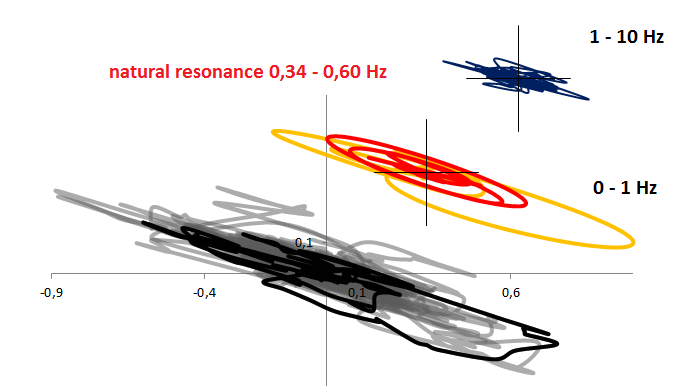 1 - 10 Hz
natural resonance 0,34 - 0,60 Hz
0 - 1 Hz
0,1
-0,9
-0,4
0,1
0,6